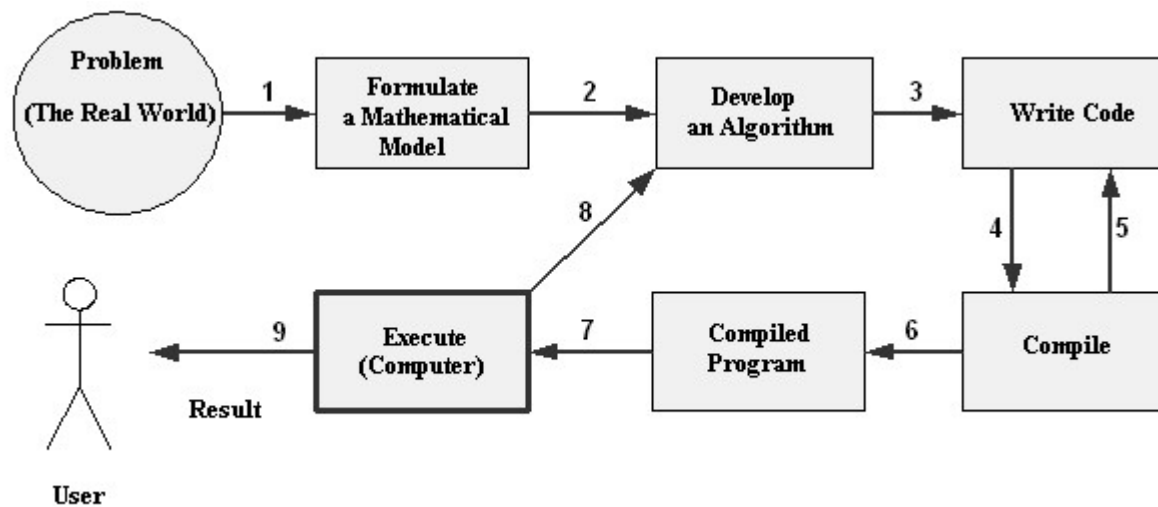 Problem
(The Real World)
1
Formulate
a Mathematical
Model
2
Develop
an Algorithm
3
Write Code
4
5
8
9
Execute
(Computer)
7
Compiled
Program
6
Compile
Result
User